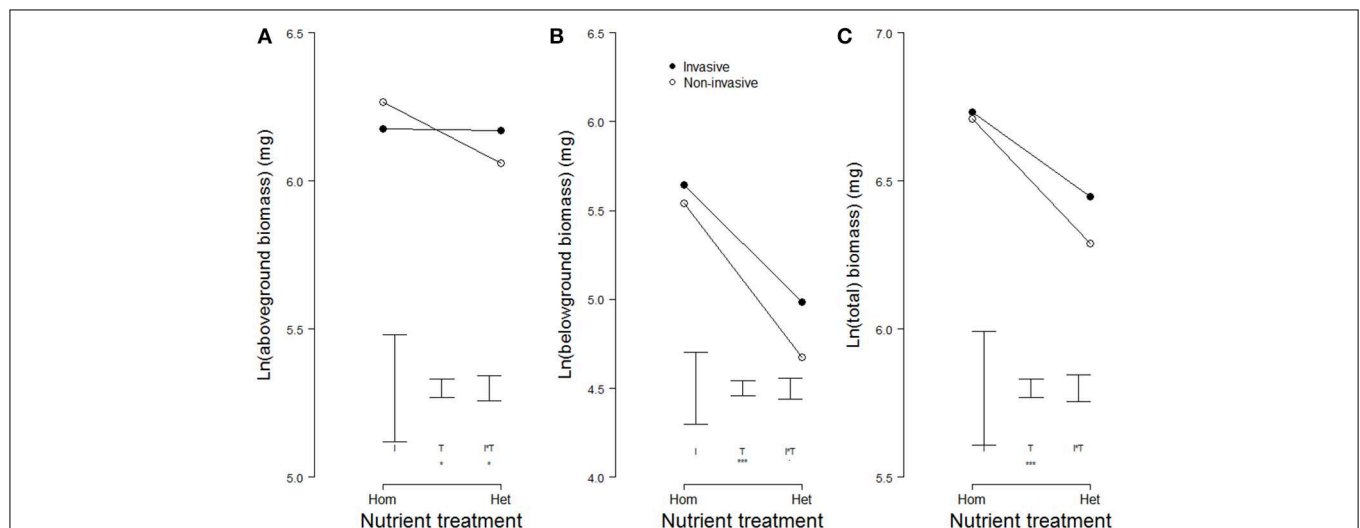 A
6.5
6.0
5.5
5.0
Ln(aboveground biomass) (mg)
I
T
I*T
*
*
Hom
Het
Nutrient treatment
B
6.5
6.0
5.5
5.0
4.5
4.0
Ln(belowground biomass) (mg)
Invasive
Non-invasive
I
T
I*T
***
.
Hom
Het
Nutrient treatment
C
7.0
6.5
6.0
5.5
Ln(total) biomass) (mg)
I
T
I*T
***
Hom
Het
Nutrient treatment